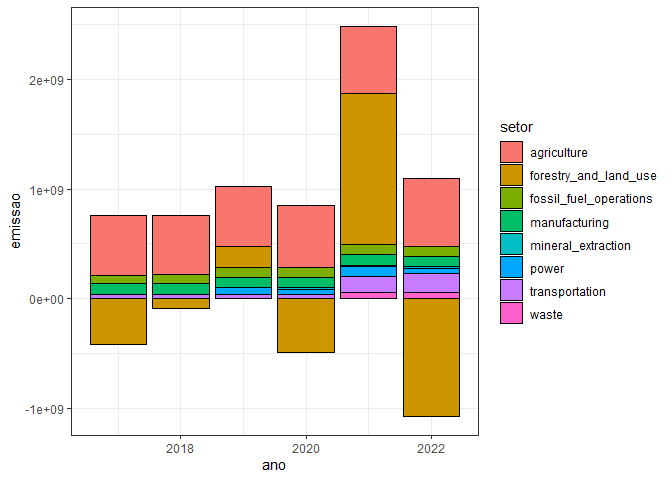 emissao
2e+09
1e+09
0e+00
-1e+09
2018
2020
2022
ano
setor
agriculture
forestry_and_land_use
fossil_fuel_operations
manufacturing
mineral_extraction
power
transportation
waste